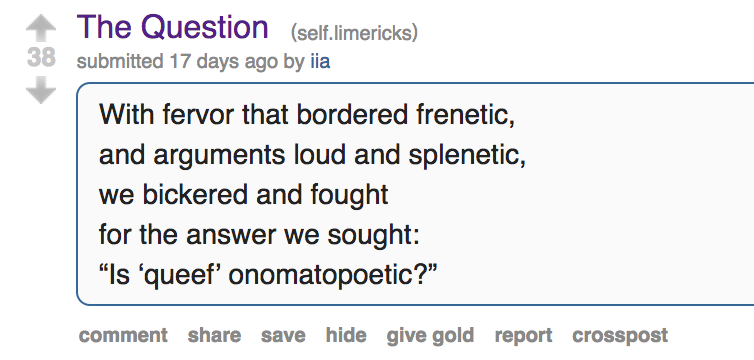 The Question (self.limericks)
38
submitted 17 days ago by iia
With fervor that bordered frenetic,
and arguments loud and splenetic,
we bickered and fought
for the answer we sought:
“Is ‘queef’ onomatopoetic?”
comment share save hide give gold report crosspost